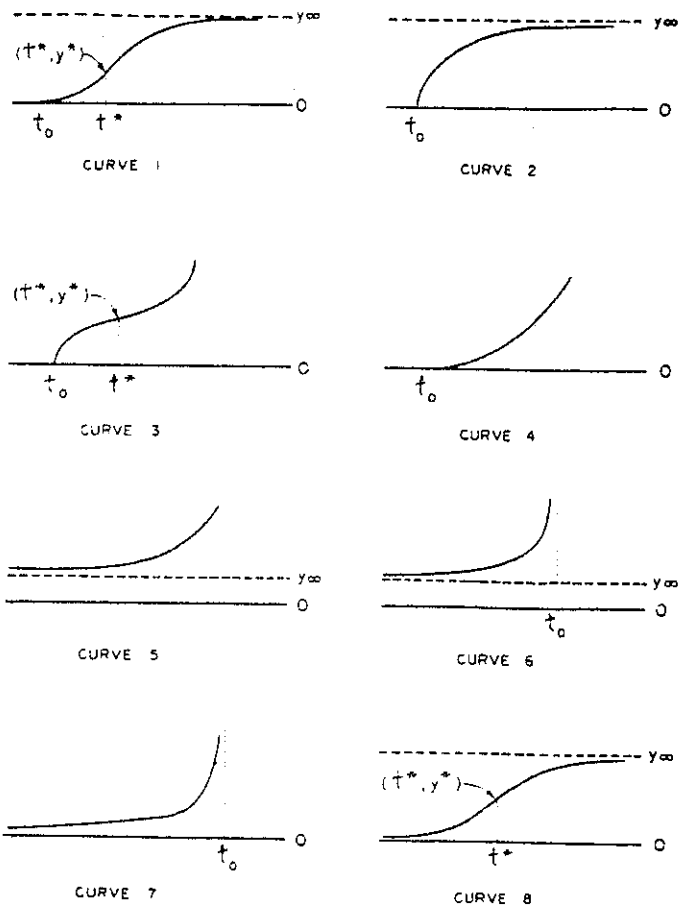 y∞
(t*, y*)
0
t₀ t*
CURVE 1
y∞
0
t₀
CURVE 2
(t*, y*)
0
t₀ t*
CURVE 3
0
t₀
CURVE 4
y∞
0
CURVE 5
y∞
0
t₀
CURVE 6
0
t₀
CURVE 7
y∞
(t*, y*)
0
t*
CURVE 8